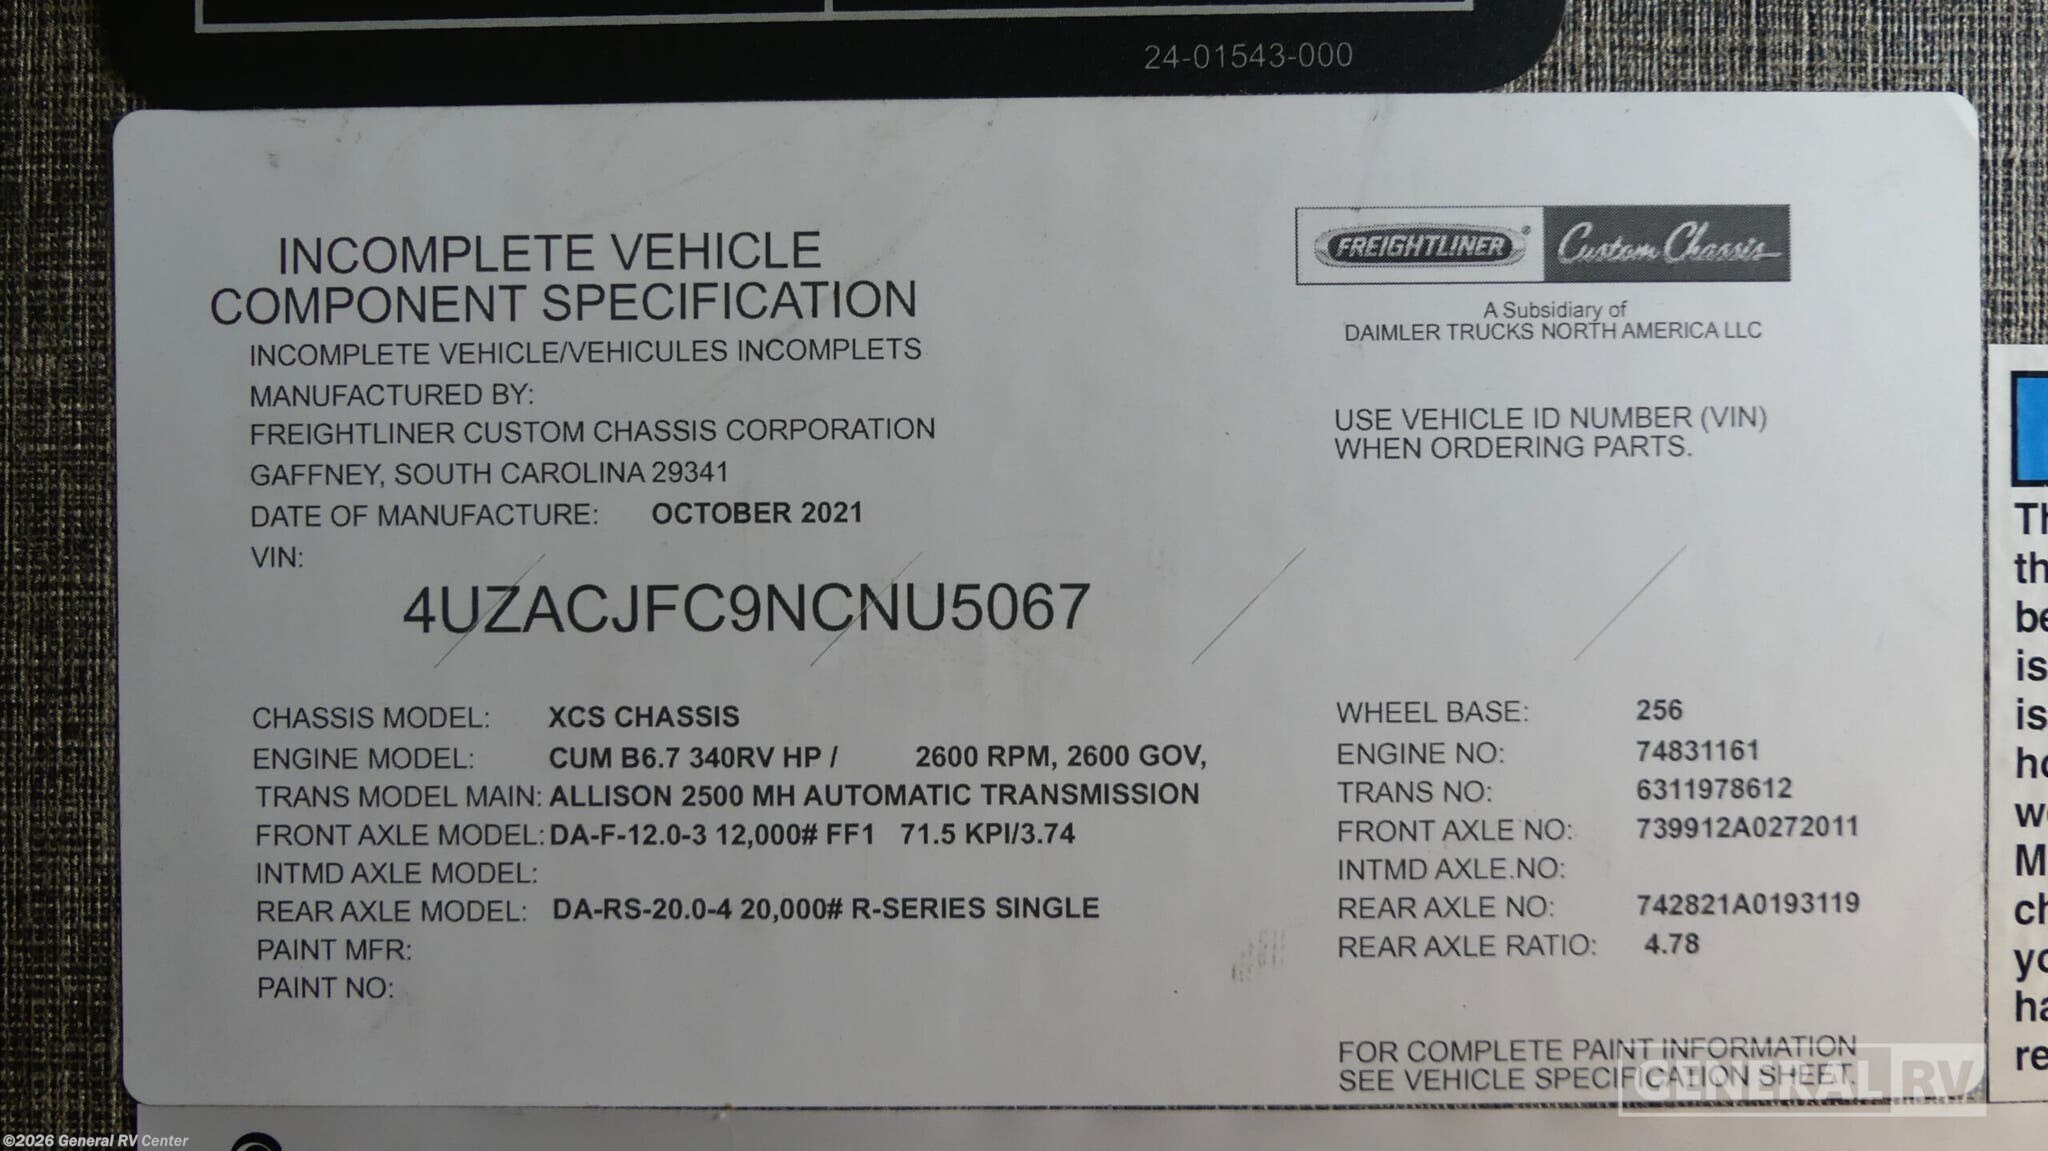 24-01543-000
INCOMPLETE VEHICLE
COMPONENT SPECIFICATION
INCOMPLETE VEHICLE/VEHICULES INCOMPLETS
MANUFACTURED BY:
FREIGHTLINER CUSTOM CHASSIS CORPORATION
GAFFNEY, SOUTH CAROLINA 29341
DATE OF MANUFACTURE: OCTOBER 2021
VIN:
4UZACJFC9NCNU5067
FREIGHTLINER® Custom Chassis
A Subsidiary of
DAIMLER TRUCKS NORTH AMERICA LLC
USE VEHICLE ID NUMBER (VIN)
WHEN ORDERING PARTS.
CHASSIS MODEL: XCS CHASSIS
ENGINE MODEL: CUM B6.7 340RV HP / 2600 RPM, 2600 GOV,
TRANS MODEL MAIN: ALLISON 2500 MH AUTOMATIC TRANSMISSION
FRONT AXLE MODEL: DA-F-12.0-3 12,000# FF1 71.5 KPI/3.74
INTMD AXLE MODEL:
REAR AXLE MODEL: DA-RS-20.0-4 20,000# R-SERIES SINGLE
PAINT MFR:
PAINT NO:
WHEEL BASE: 256
ENGINE NO: 74831161
TRANS NO: 6311978612
FRONT AXLE NO: 739912A0272011
INTMD AXLE.NO:
REAR AXLE NO: 742821A0193119
REAR AXLE RATIO: 4.78
FOR COMPLETE PAINT INFORMATION
SEE VEHICLE SPECIFICATION SHEET.
GENERAL RV
©2026 General RV Center